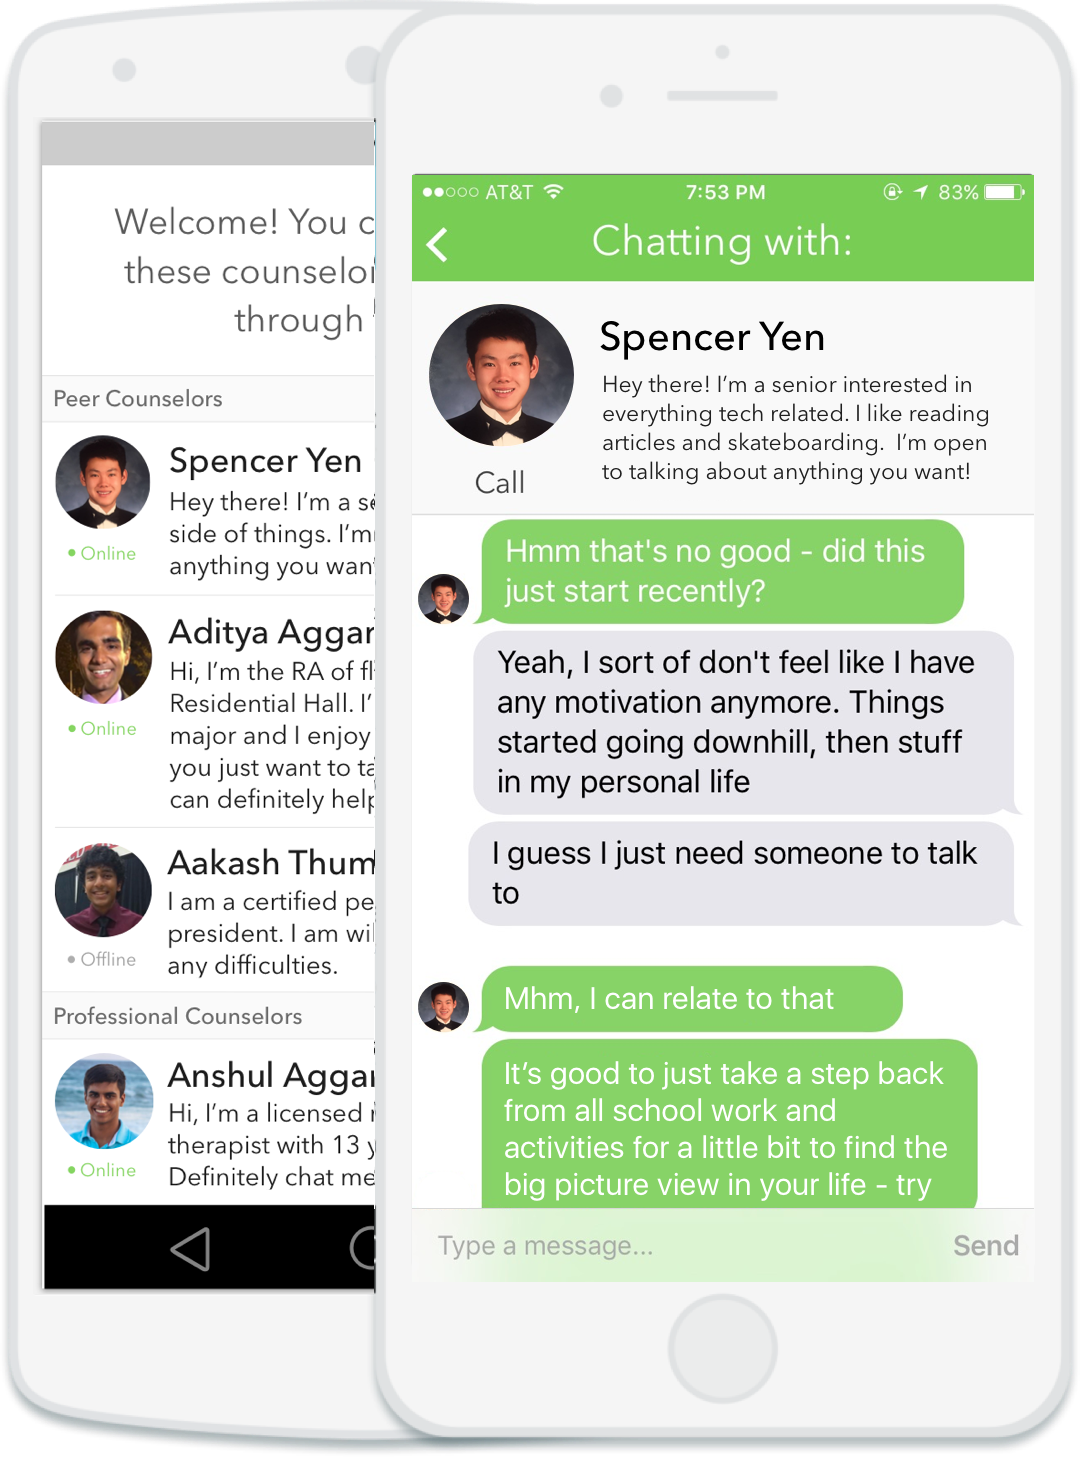 Welcome! You c
these counselor
through
Peer Counselors
Spencer Yen
Hey there! I'm a se
side of things. I'm
anything you want
• Online
Aditya Aggar
Hi, I'm the RA of fl
Residential Hall. I'
major and I enjoy
you just want to ta
can definitely help
• Online
Aakash Thum
I am a certified pe
president. I am wil
any difficulties.
• Offline
Professional Counselors
Anshul Aggar
Hi, I'm a licensed
therapist with 13 y
Definitely chat me
• Online
AT&T 7:53 PM 83%
Chatting with:
Spencer Yen
Hey there! I'm a senior interested in
everything tech related. I like reading
articles and skateboarding. I'm open
to talking about anything you want!
Call
Hmm that's no good - did this
just start recently?
Yeah, I sort of don't feel like I have
any motivation anymore. Things
started going downhill, then stuff
in my personal life
I guess I just need someone to talk
to
Mhm, I can relate to that
It's good to just take a step back
from all school work and
activities for a little bit to find the
big picture view in your life - try
Type a message... Send